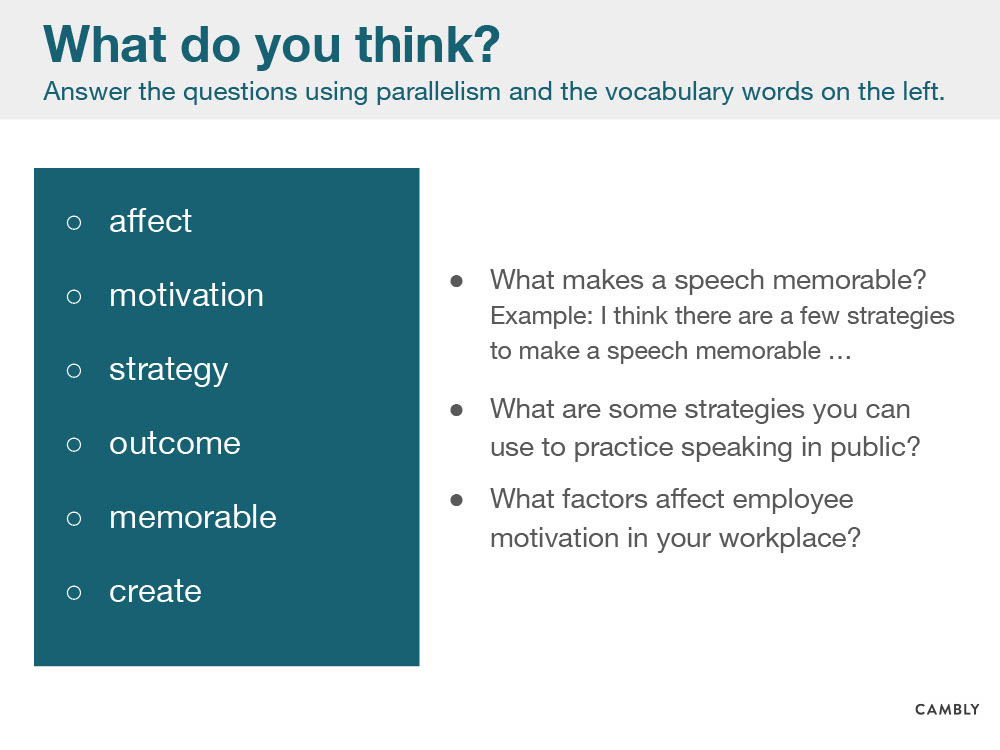 What do you think?
Answer the questions using parallelism and the vocabulary words on the left.
○ affect
○ motivation
○ strategy
○ outcome
○ memorable
○ create
● What makes a speech memorable?
Example: I think there are a few strategies
to make a speech memorable …
● What are some strategies you can
use to practice speaking in public?
● What factors affect employee
motivation in your workplace?
CAMBLY